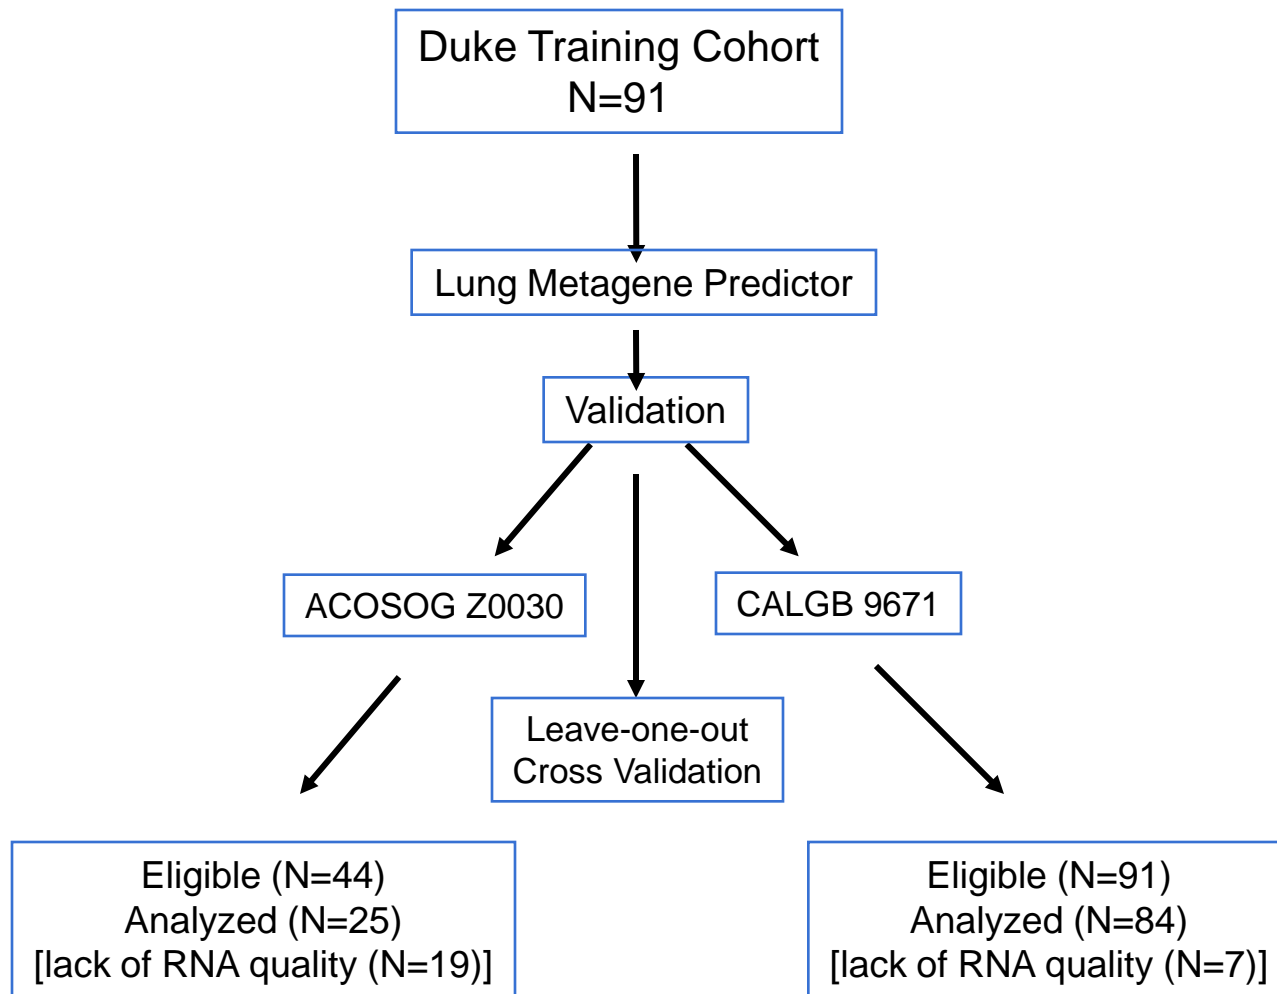 Duke Training Cohort
N=91
Lung Metagene Predictor
Validation
ACOSOG Z0030
CALGB 9671
Leave-one-out
Cross Validation
Eligible (N=44)
Analyzed (N=25)
[lack of RNA quality (N=19)]
Eligible (N=91)
Analyzed (N=84)
[lack of RNA quality (N=7)]